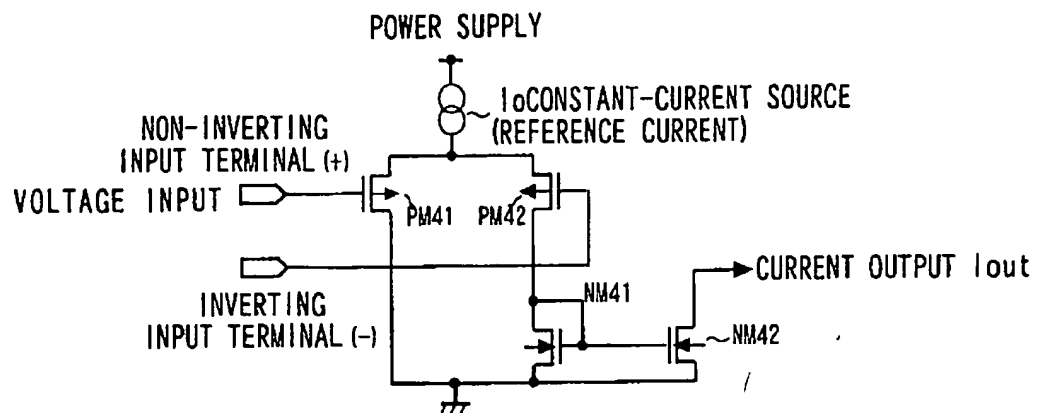 POWER SUPPLY
IoCONSTANT-CURRENT SOURCE
(REFERENCE CURRENT)
NON-INVERTING
INPUT TERMINAL (+)
VOLTAGE INPUT
PM41
PM42
CURRENT OUTPUT Iout
NM41
INVERTING
INPUT TERMINAL (-)
NM42